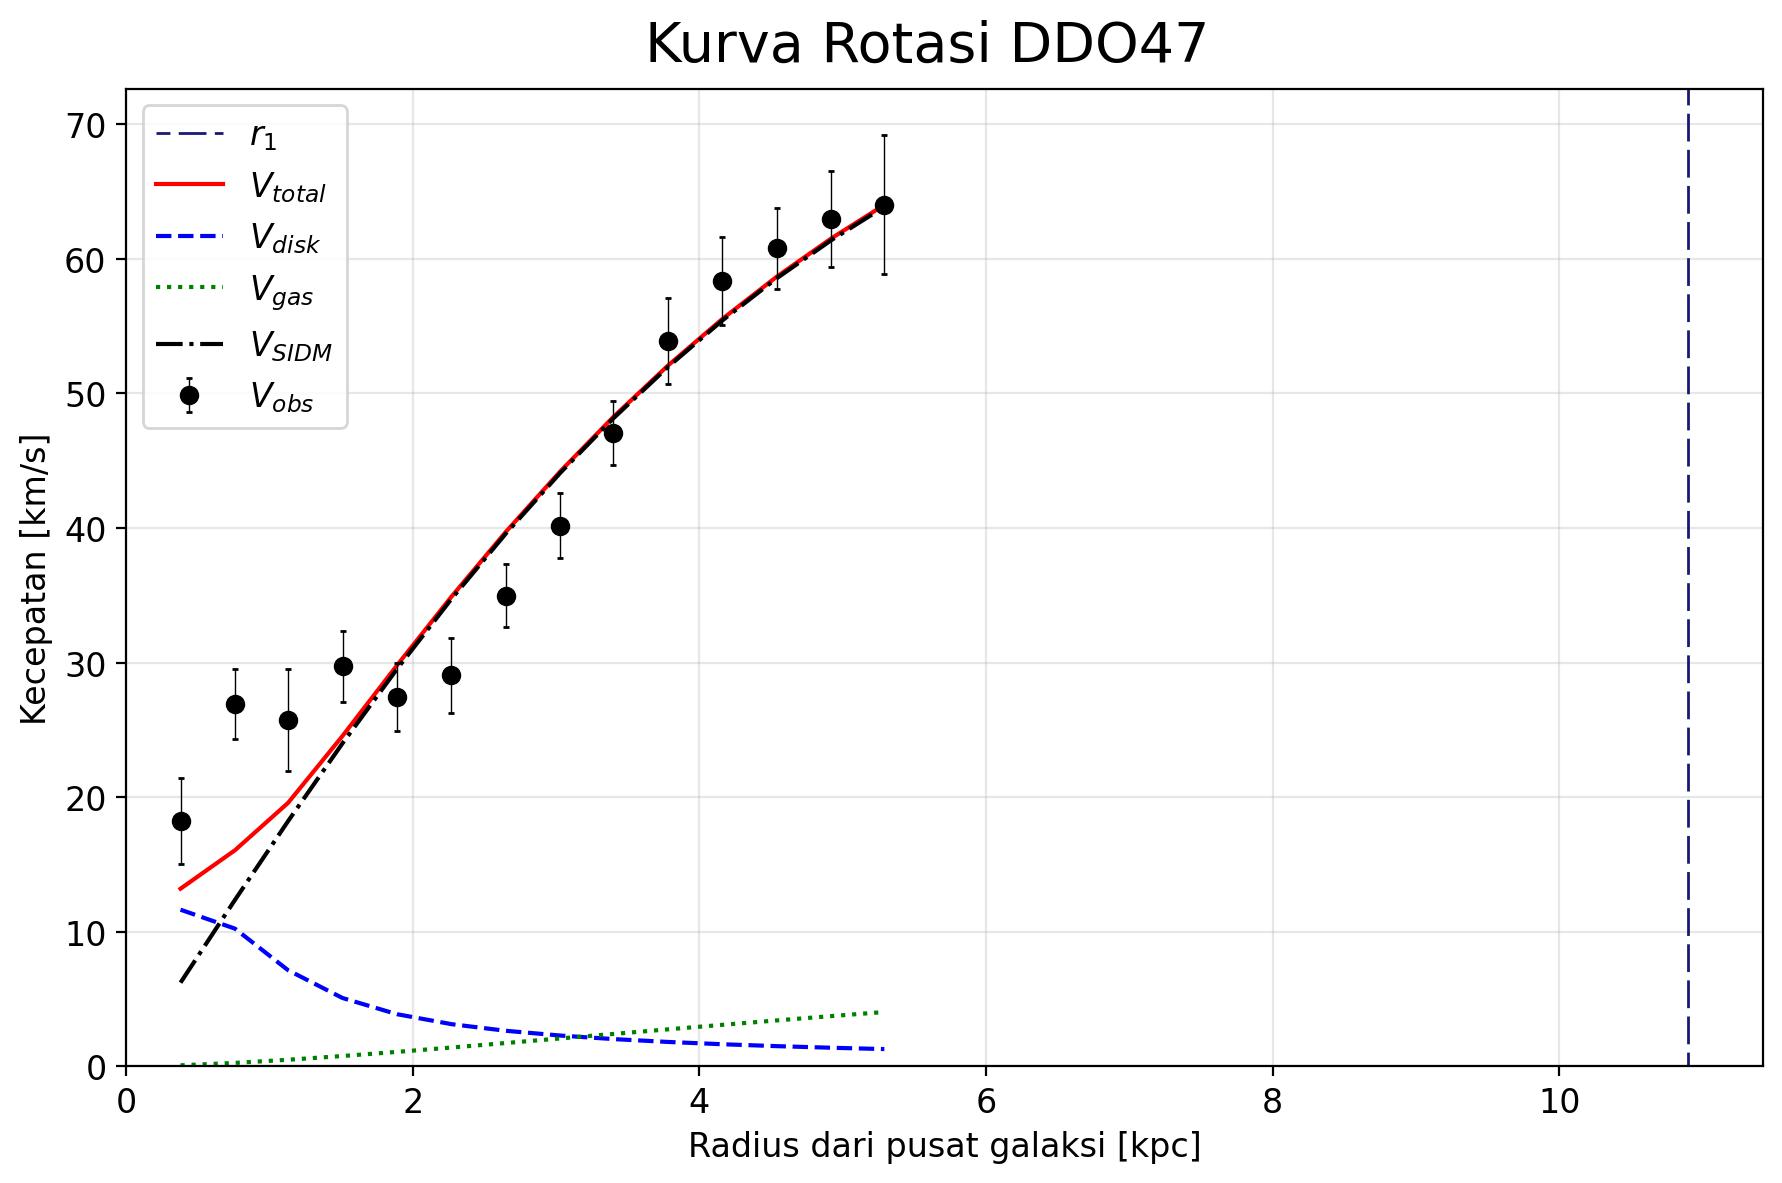 Kurva Rotasi DDO47
Kecepatan [km/s]
70
60
50
40
30
20
10
0
r1
Vtotal
Vdisk
Vgas
VSIDM
Vobs
0 2 4 6 8 10
Radius dari pusat galaksi [kpc]